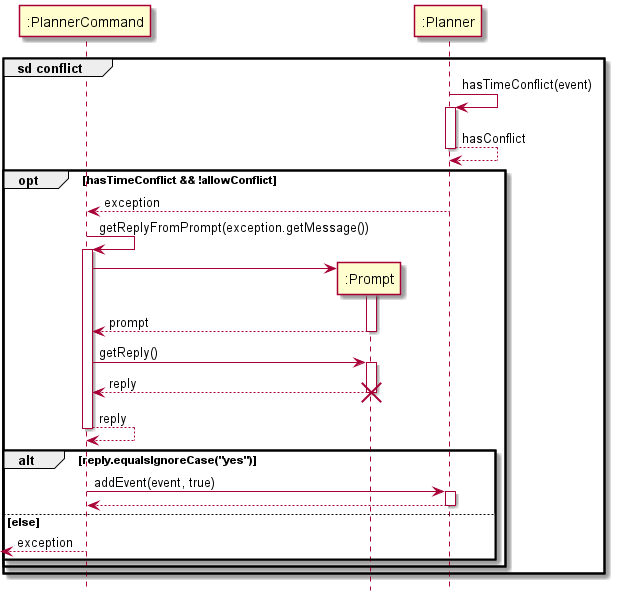 :PlannerCommand
:Planner
sd conflict
hasTimeConflict(event)
hasConflict
opt
[hasTimeConflict && !allowConflict]
exception
getReplyFromPrompt(exception.getMessage())
:Prompt
prompt
getReply()
reply
reply
alt
[reply.equalsIgnoreCase("yes")]
addEvent(event, true)
[else]
exception